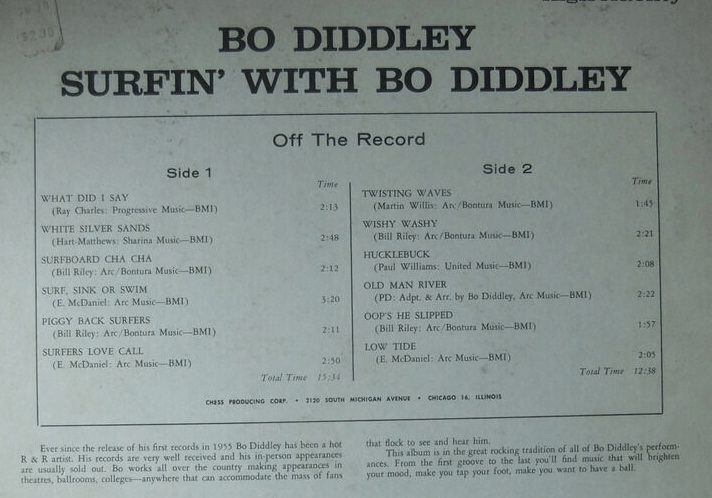 BO DIDDLEY
SURFIN' WITH BO DIDDLEY
Off The Record
Side 1
Time
WHAT DID I SAY
(Ray Charles: Progressive Music—BMI) 2:13
WHITE SILVER SANDS
(Hart-Matthews: Sharina Music—BMI) 2:48
SURFBOARD CHA CHA
(Bill Riley: Arc/Bontura Music—BMI) 2:12
SURF, SINK OR SWIM
(E. McDaniel: Arc Music—BMI) 3:20
PIGGY BACK SURFERS
(Bill Riley: Arc/Bontura Music—BMI) 2:11
SURFERS LOVE CALL
(E. McDaniel: Arc Music—BMI) 2:50
Total Time 15:34
Side 2
Time
TWISTING WAVES
(Martin Willis: Arc/Bontura Music—BMI) 1:45
WISHY WASHY
(Bill Riley: Arc/Bontura Music—BMI) 2:21
HUCKLEBUCK
(Paul Williams: United Music—BMI) 2:08
OLD MAN RIVER
(PD: Adpt. & Arr. by Bo Diddley, Arc Music—BMI) 2:22
OOP'S HE SLIPPED
(Bill Riley: Arc/Bontura Music—BMI) 1:57
LOW TIDE
(E. McDaniel: Arc Music—BMI) 2:05
Total Time 12:38
CHESS PRODUCING CORP. • 2120 SOUTH MICHIGAN AVENUE • CHICAGO 16, ILLINOIS
Ever since the release of his first records in 1955 Bo Diddley has been a hot
R & R artist. His records are very well received and his in-person appearances
are usually sold out. Bo works all over the country making appearances in
theatres, ballrooms, colleges—anywhere that can accommodate the mass of fans
that flock to see and hear him.
This album is in the great rocking tradition of all of Bo Diddley's perform-
ances. From the first groove to the last you'll find music that will brighten
your mood, make you tap your foot, make you want to have a ball.